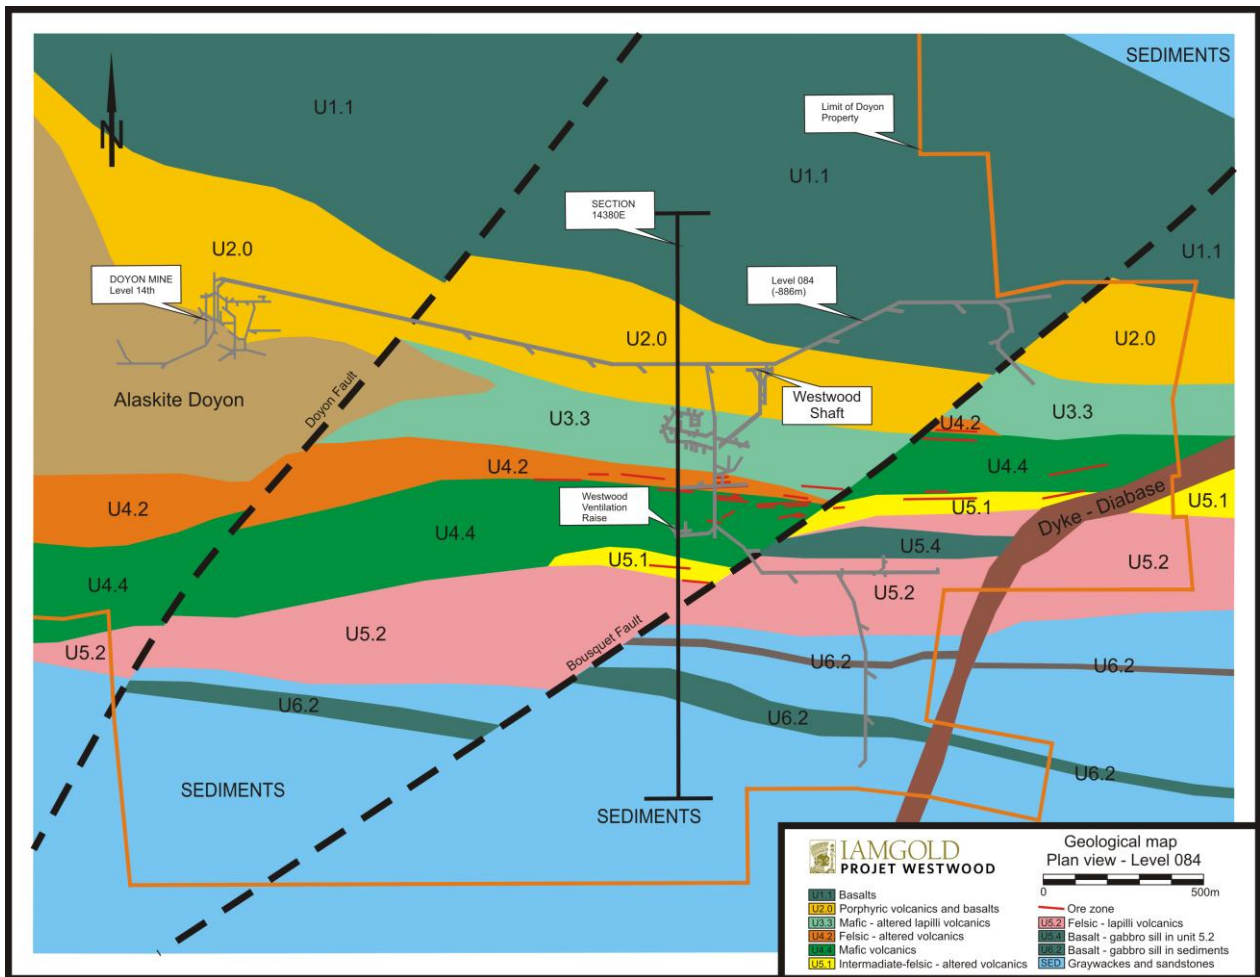 SEDIMENTS
U1.1
Limit of Doyon
Property
N
U1.1
SECTION
14380E
U1.1
U2.0
DOYON MINE
Level 14th
Level 084
(-886m)
U2.0
U2.0
Doyon Fault
Alaskite Doyon
Westwood
Shaft
U3.3
U3.3
U4.2
U4.2
U4.4
U4.2
Westwood
Ventilation
Raise
U5.1
U5.1
Dyke - Diabase
U4.4
U5.4
U5.1
U5.2
U4.4
U5.2
U5.2
U5.2
Bousquet Fault
U6.2
U6.2
U6.2
U6.2
SEDIMENTS
SEDIMENTS
IAMGOLD
PROJET WESTWOOD
Geological map
Plan view - Level 084
0 500m
U1.1 Basalts
U2.0 Porphyric volcanics and basalts
U3.3 Mafic - altered lapilli volcanics
U4.2 Felsic - altered volcanics
U4.4 Mafic volcanics
U5.1 Intermadiate-felsic - altered volcanics
Ore zone
U5.2 Felsic - lapilli volcanics
U5.4 Basalt - gabbro sill in unit 5.2
U6.2 Basalt - gabbro sill in sediments
SED Graywackes and sandstones